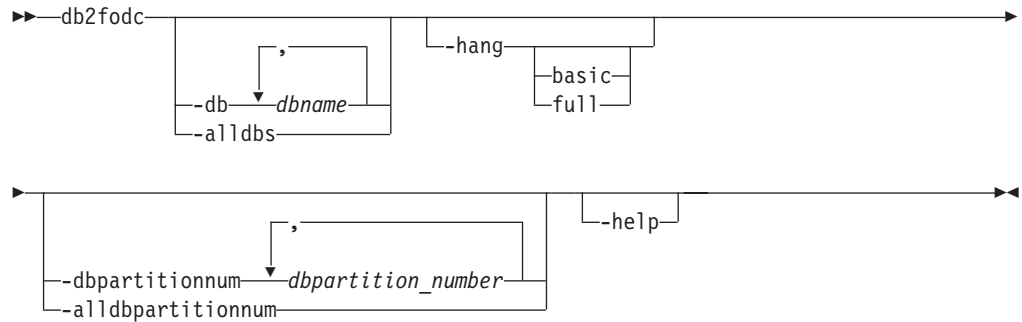 db2fodc
,
-db dbname
-alldbs
-hang
basic
full
,
-dbpartitionnum dbpartition_number
-alldbpartitionnum
-help